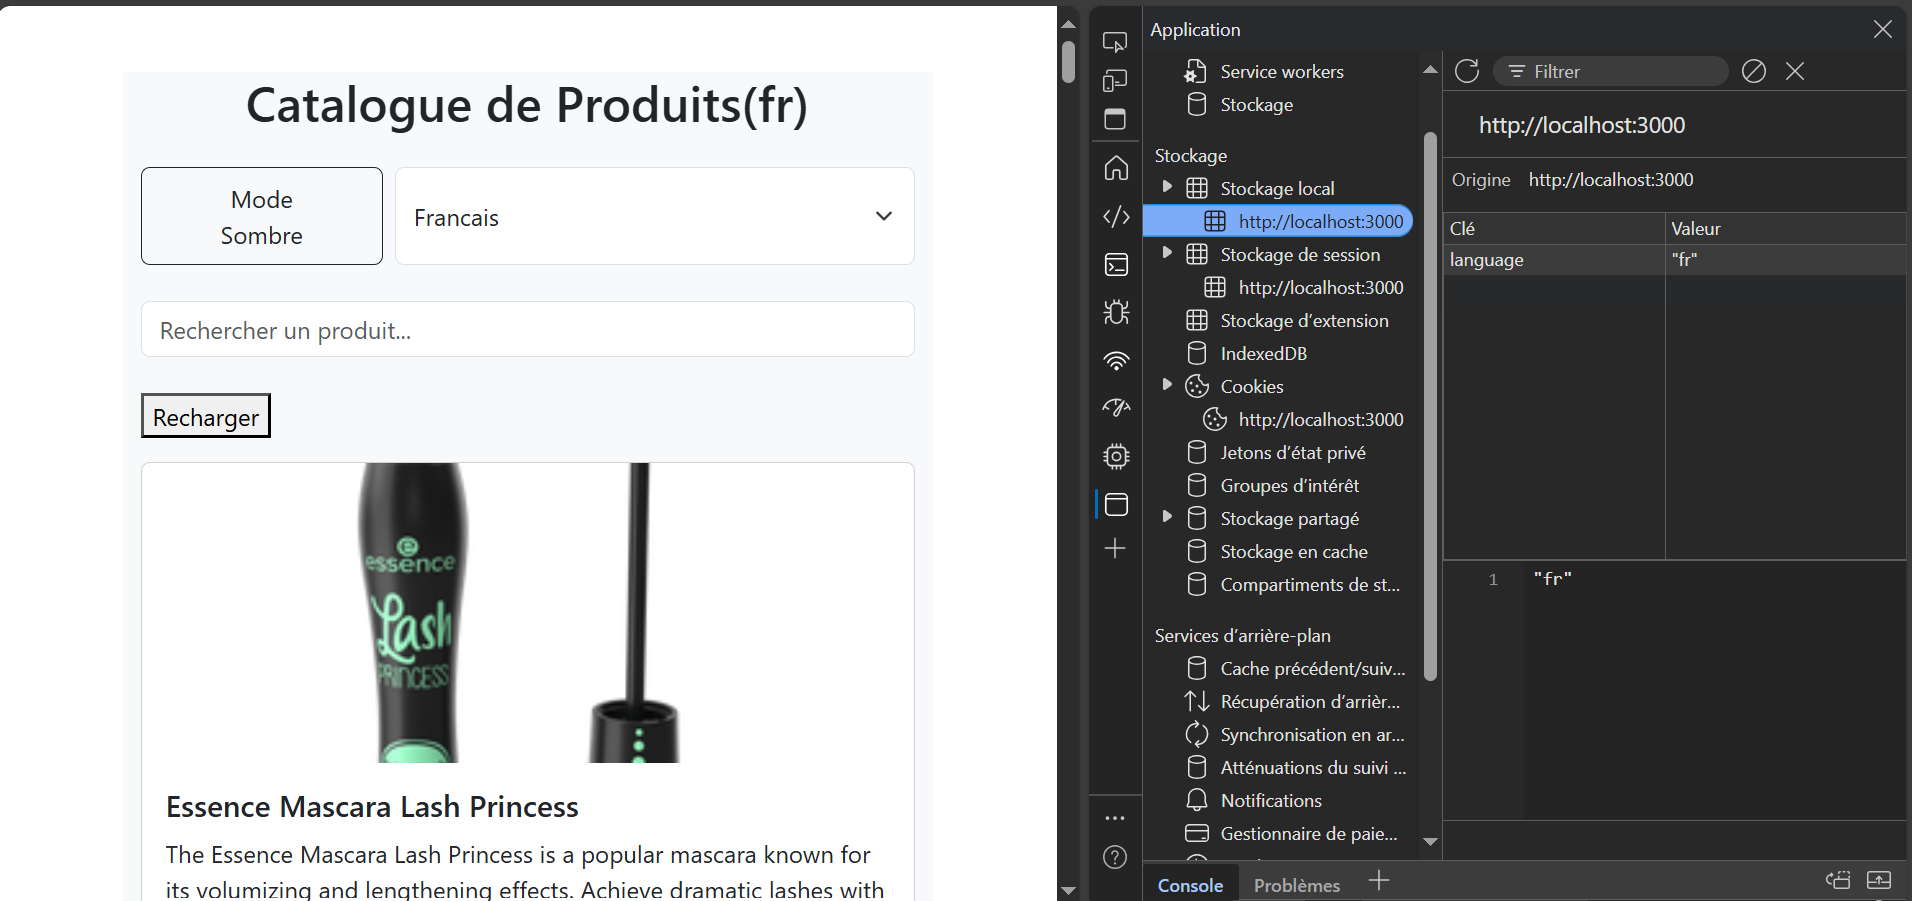 Catalogue de Produits(fr)
Mode
Sombre
Francais
Rechercher un produit...
Recharger
essence
Lash
PRINCESS
Essence Mascara Lash Princess
The Essence Mascara Lash Princess is a popular mascara known for
its volumizing and lengthening effects. Achieve dramatic lashes with
Application
Service workers
Stockage
Stockage
Stockage local
http://localhost:3000
Stockage de session
http://localhost:3000
Stockage d’extension
IndexedDB
Cookies
http://localhost:3000
Jetons d’état privé
Groupes d’intérêt
Stockage partagé
Stockage en cache
Compartiments de st...
Services d’arrière-plan
Cache précédent/suiv...
Récupération d’arrièr...
Synchronisation en ar...
Atténuations du suivi ...
Notifications
Gestionnaire de paie...
Filtrer
http://localhost:3000
Origine http://localhost:3000
Clé Valeur
language "fr"
1 "fr"
Console Problèmes